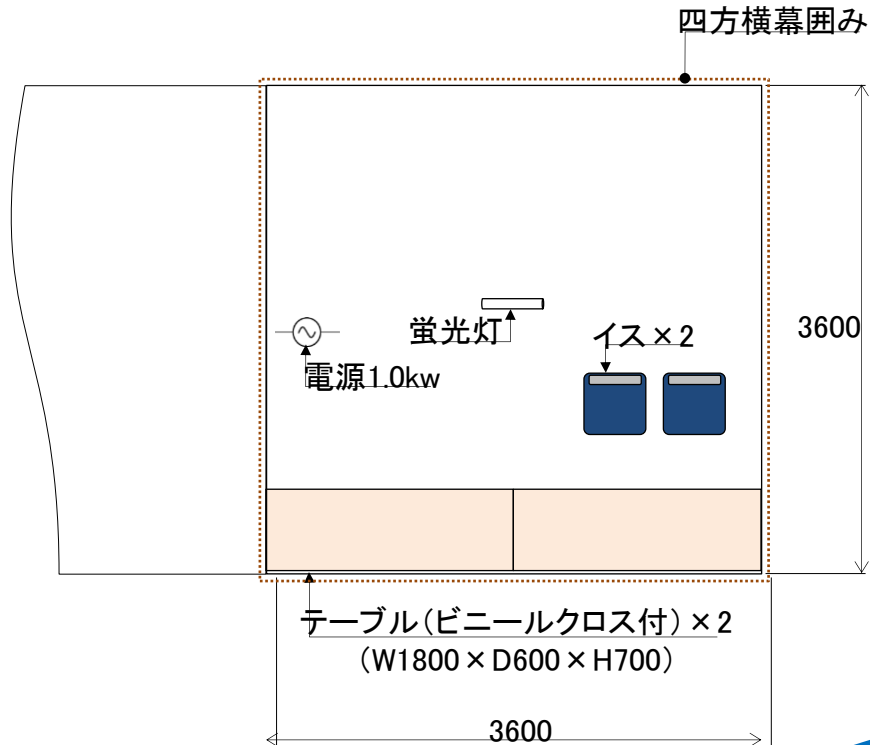 四方横幕囲み
3600
蛍光灯
イス×2
電源1.0kw
テーブル(ビニールクロス付)×2
(W1800×D600×H700)
3600